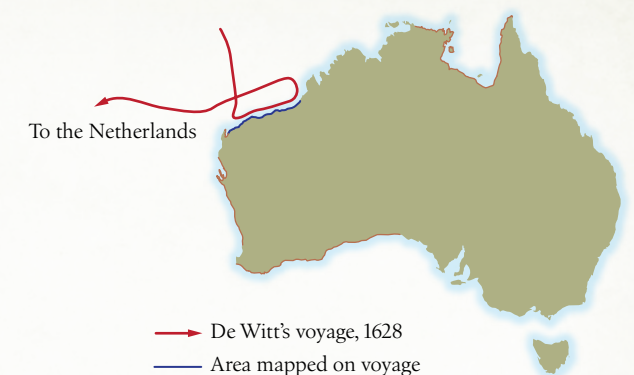 To the Netherlands
De Witt's voyage, 1628
Area mapped on voyage